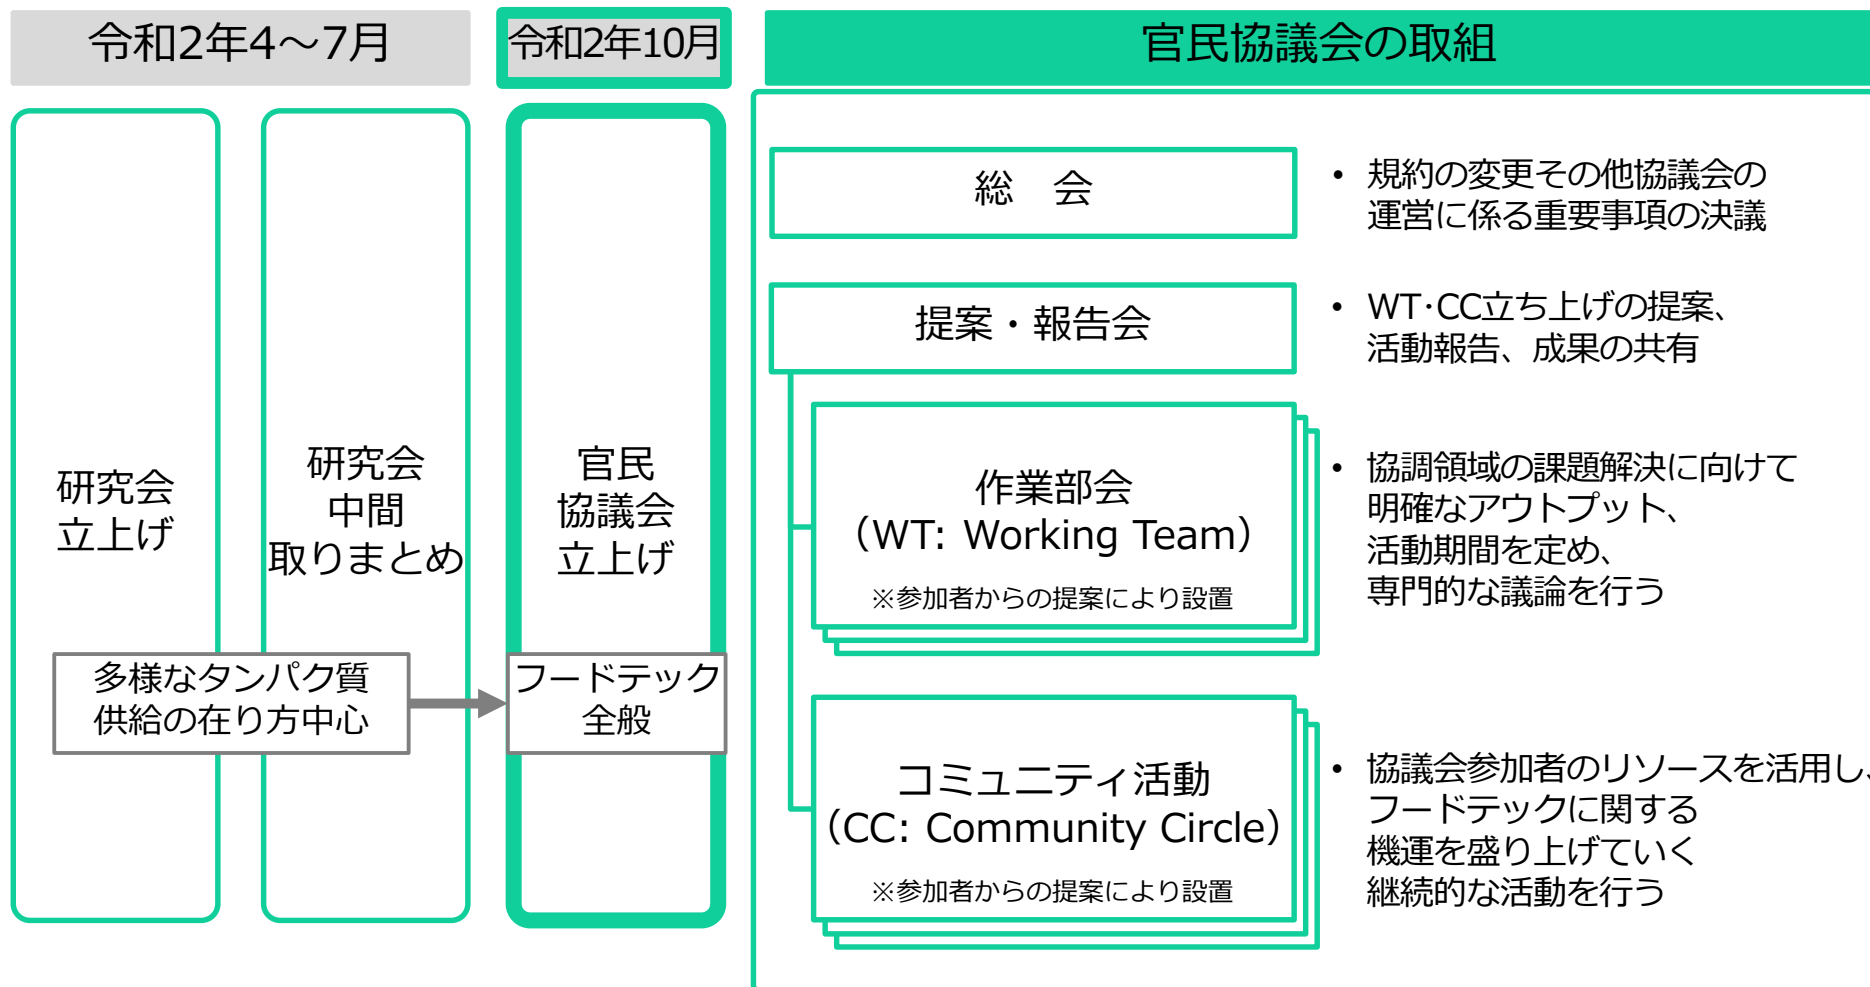 令和2年4～7月
令和2年10月
官民協議会の取組
研究会
立上げ
研究会
中間
取りまとめ
官民
協議会
立上げ
多様なタンパク質
供給の在り方中心
フードテック
全般
総　会
・ 規約の変更その他協議会の
運営に係る重要事項の決議
提案・報告会
・ WT･CC立ち上げの提案、
活動報告、成果の共有
作業部会
（WT: Working Team）
※参加者からの提案により設置
・ 協調領域の課題解決に向けて
明確なアウトプット、
活動期間を定め、
専門的な議論を行う
コミュニティ活動
（CC: Community Circle）
※参加者からの提案により設置
・ 協議会参加者のリソースを活用し、
フードテックに関する
機運を盛り上げていく
継続的な活動を行う